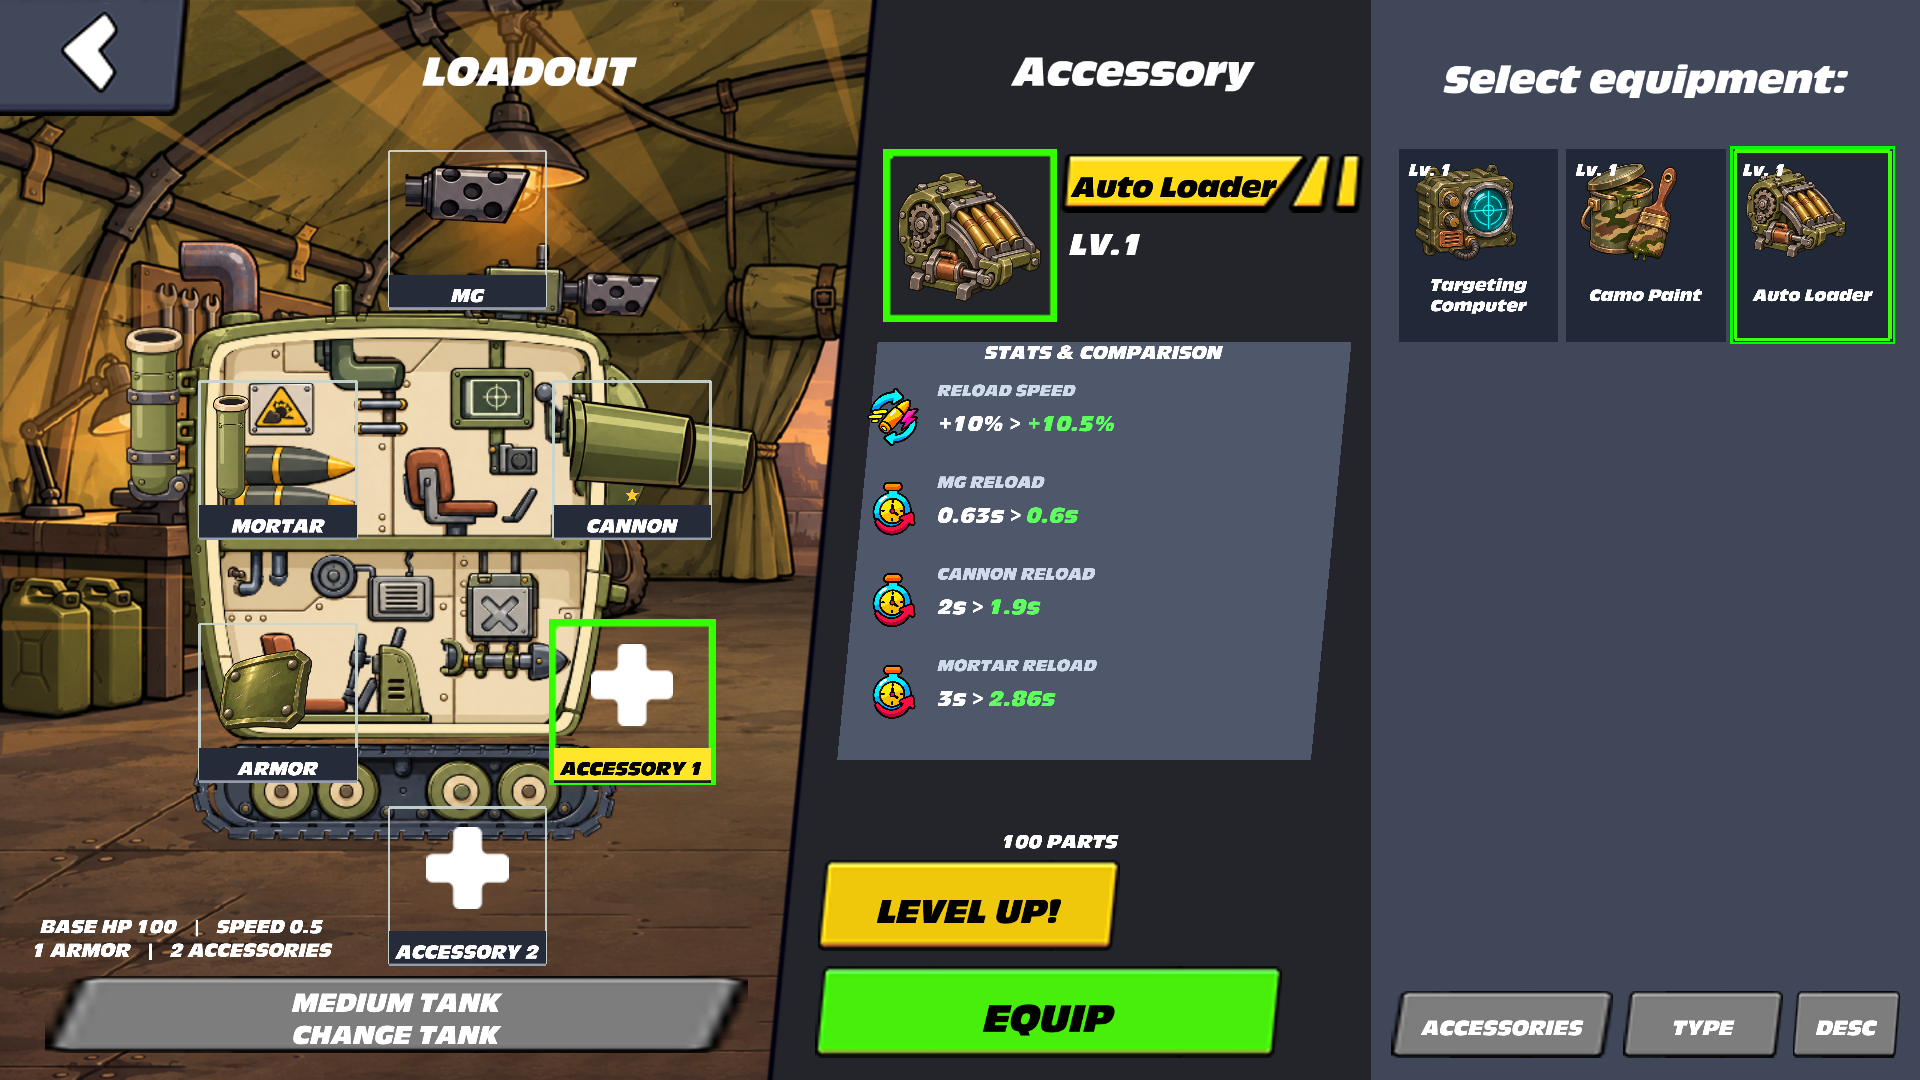 LOADOUT
MG
MORTAR
CANNON
ARMOR
ACCESSORY 1
ACCESSORY 2
BASE HP 100 | SPEED 0.5
1 ARMOR | 2 ACCESSORIES
MEDIUM TANK
CHANGE TANK
Accessory
Auto Loader
LV.1
STATS & COMPARISON
RELOAD SPEED
+10% > +10.5%
MG RELOAD
0.63s > 0.6s
CANNON RELOAD
2s > 1.9s
MORTAR RELOAD
3s > 2.86s
100 PARTS
LEVEL UP!
EQUIP
Select equipment:
Lv. 1
Targeting
Computer
Lv. 1
Camo Paint
Lv. 1
Auto Loader
ACCESSORIES
TYPE
DESC